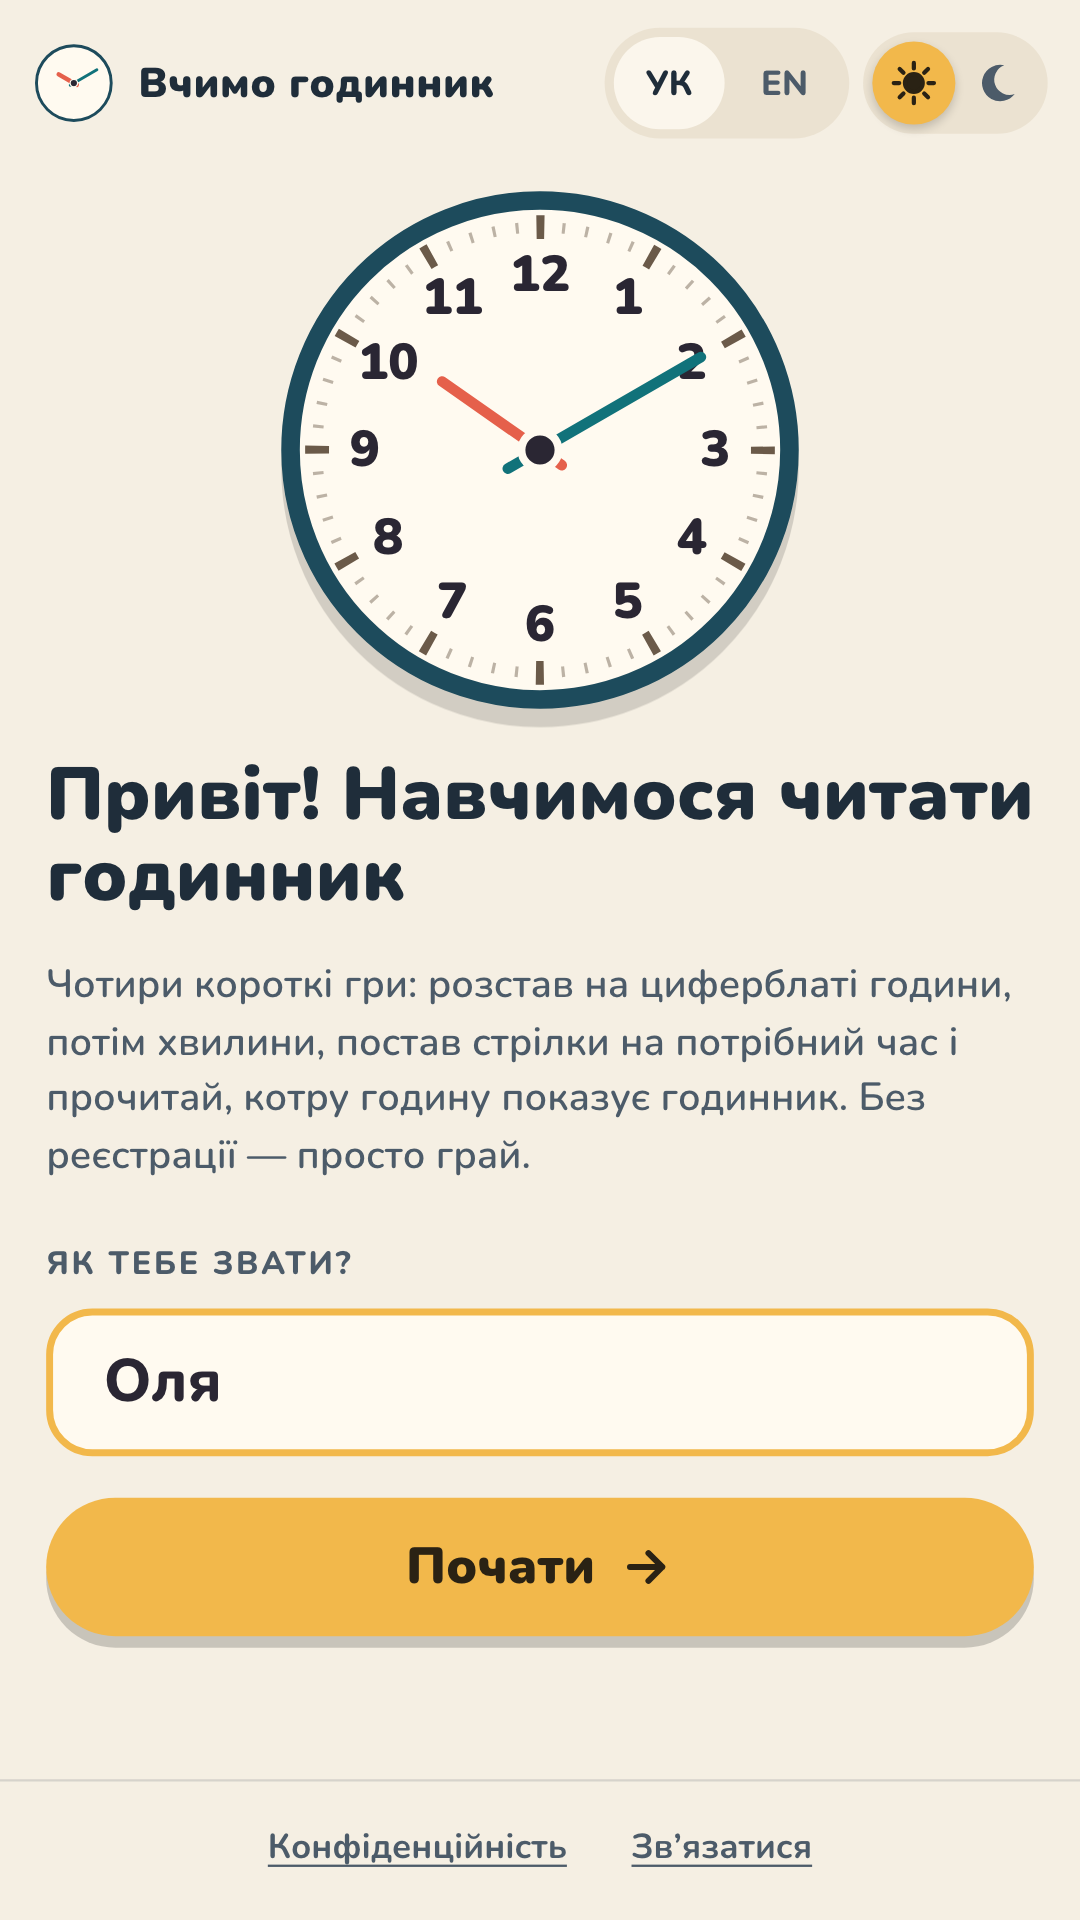 Вчимо годинник
УК EN
12
11 1
10 2
9 3
8 4
7 5
6
Привіт! Навчимося читати
годинник
Чотири короткі гри: розстав на циферблаті години,
потім хвилини, постав стрілки на потрібний час і
прочитай, котру годину показує годинник. Без
реєстрації — просто грай.
ЯК ТЕБЕ ЗВАТИ?
Оля
Почати →
Конфіденційність Зв’язатися